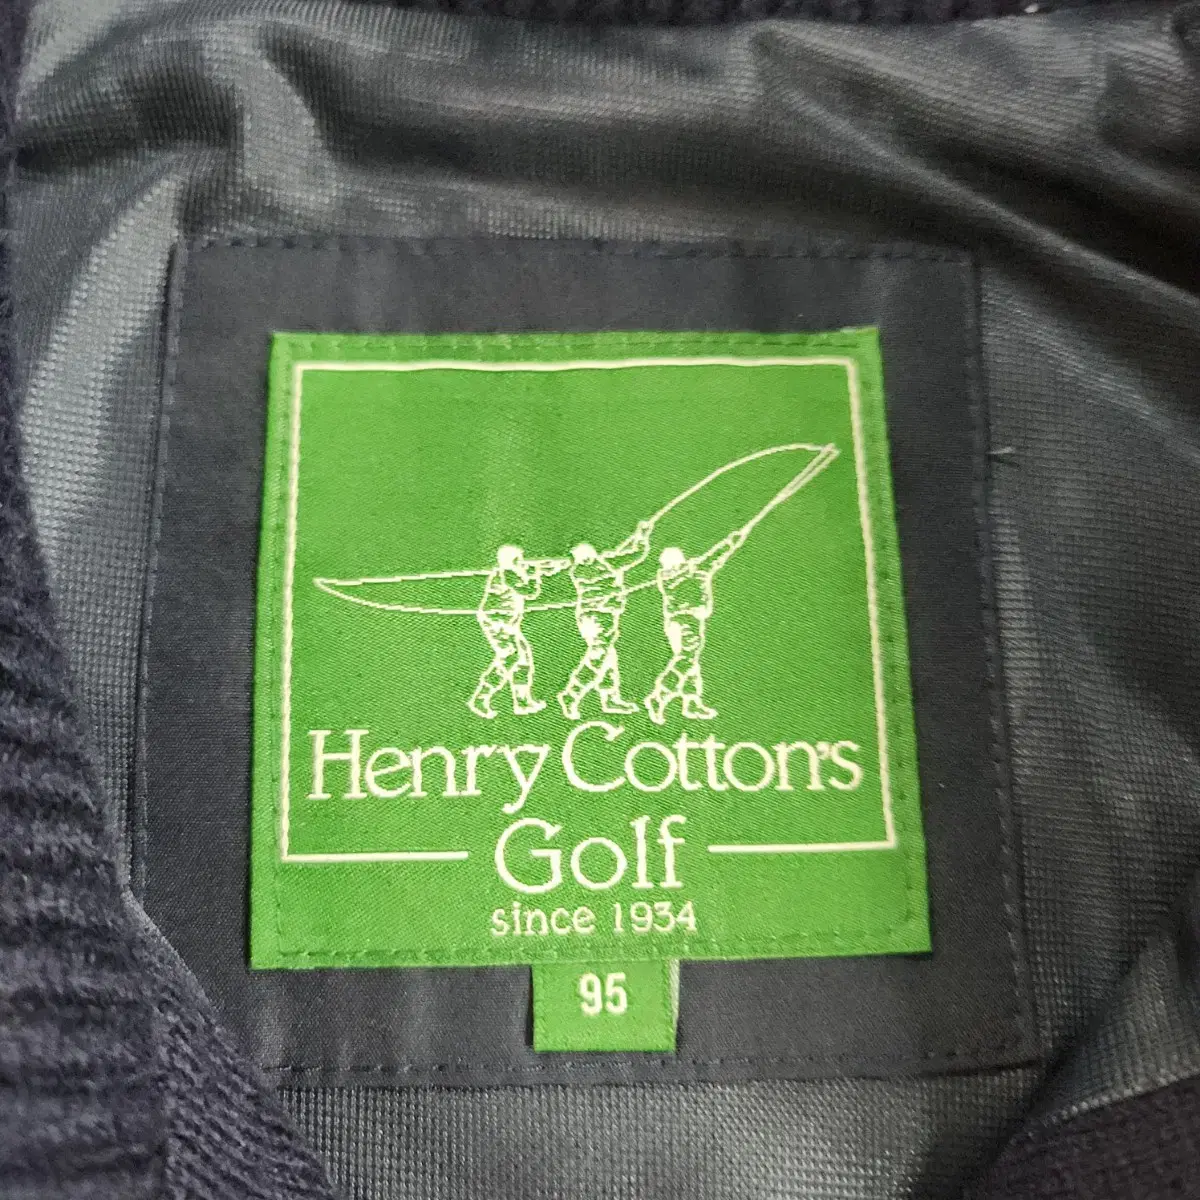 Henry Cotton's
Golf
since 1934
95